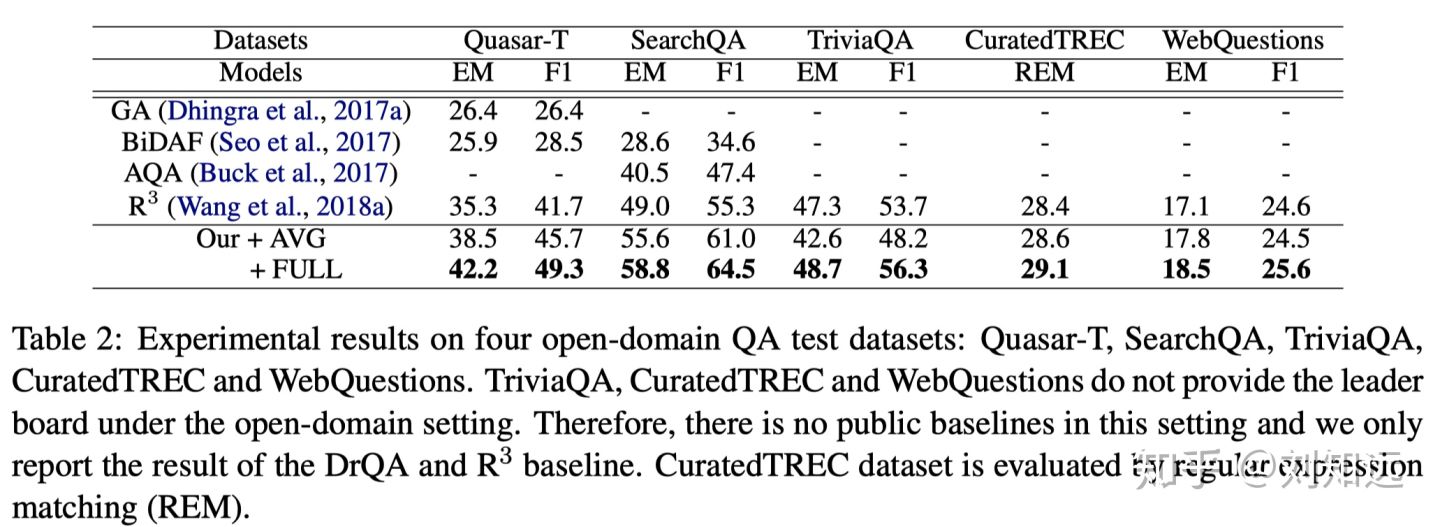 Datasets Quasar-T SearchQA TriviaQA CuratedTREC WebQuestions
Models EM F1 EM F1 EM F1 REM EM F1
GA (Dhingra et al., 2017a) 26.4 26.4 - - - - - - -
BiDAF (Seo et al., 2017) 25.9 28.5 28.6 34.6 - - - - -
AQA (Buck et al., 2017) - - 40.5 47.4 - - - - -
R³ (Wang et al., 2018a) 35.3 41.7 49.0 55.3 47.3 53.7 28.4 17.1 24.6
Our + AVG 38.5 45.7 55.6 61.0 42.6 48.2 28.6 17.8 24.5
+ FULL 42.2 49.3 58.8 64.5 48.7 56.3 29.1 18.5 25.6
Table 2: Experimental results on four open-domain QA test datasets: Quasar-T, SearchQA, TriviaQA,
CuratedTREC and WebQuestions. TriviaQA, CuratedTREC and WebQuestions do not provide the leader
board under the open-domain setting. Therefore, there is no public baselines in this setting and we only
report the result of the DrQA and R³ baseline. CuratedTREC dataset is evaluated by regular expression
matching (REM).
知乎 @刘知远